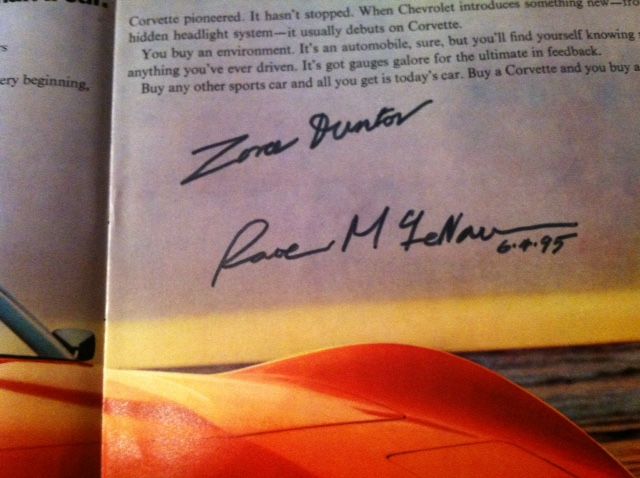 Corvette pioneered. It hasn't stopped. When Chevrolet introduces something new—fro
hidden headlight system—it usually debuts on Corvette.
You buy an environment. It's an automobile, sure, but you'll find yourself knowing
anything you've ever driven. It's got gauges galore for the ultimate in feedback.
Buy any other sports car and all you get is today's car. Buy a Corvette and you buy a
ery beginning,
Zora Duntov
Dave McLellan
6.4.95